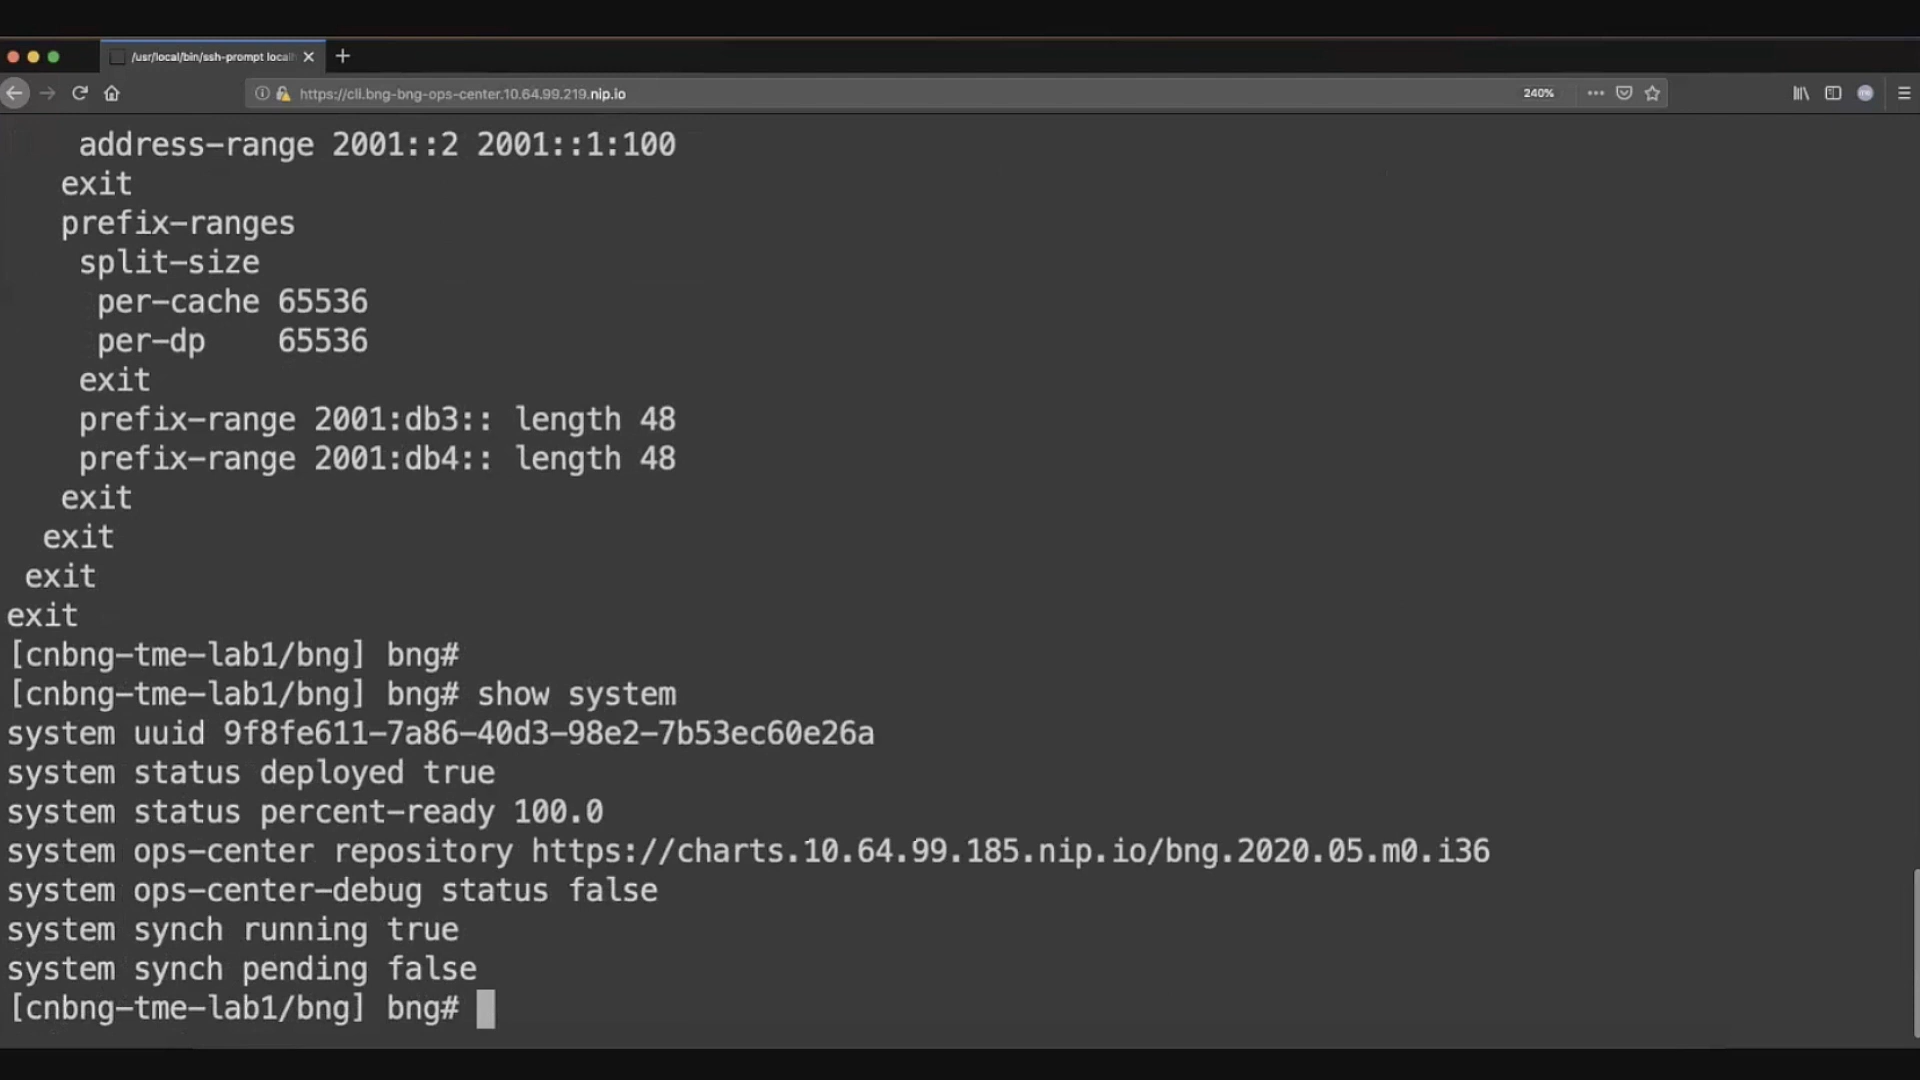 /usr/local/bin/ssh-prompt local
https://cli.bng-bng-ops-center.10.64.99.219.nip.io
240%
address-range 2001::2 2001::1:100
exit
prefix-ranges
split-size
per-cache 65536
per-dp 65536
exit
prefix-range 2001:db3:: length 48
prefix-range 2001:db4:: length 48
exit
exit
exit
exit
[cnbng-tme-lab1/bng] bng#
[cnbng-tme-lab1/bng] bng# show system
system uuid 9f8fe611-7a86-40d3-98e2-7b53ec60e26a
system status deployed true
system status percent-ready 100.0
system ops-center repository https://charts.10.64.99.185.nip.io/bng.2020.05.m0.i36
system ops-center-debug status false
system synch running true
system synch pending false
[cnbng-tme-lab1/bng] bng#